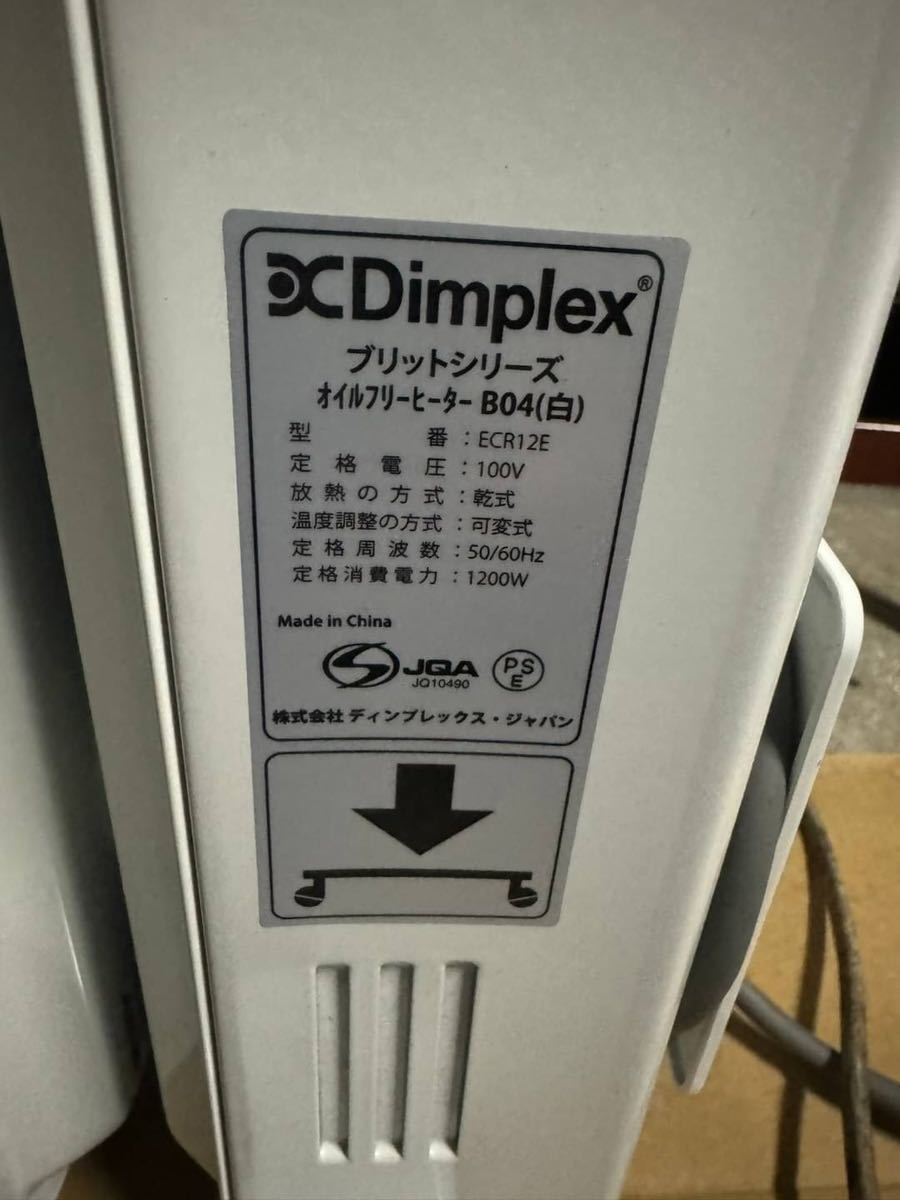 Dimplex®
ブリットシリーズ
オイルフリーヒーター B04(白)
型番：ECR12E
定格電圧：100V
放熱の方式：乾式
温度調整の方式：可変式
定格周波数：50/60Hz
定格消費電力：1200W
Made in China
S JQA
JQ10490
PS
E
株式会社 ディンプレックス・ジャパン